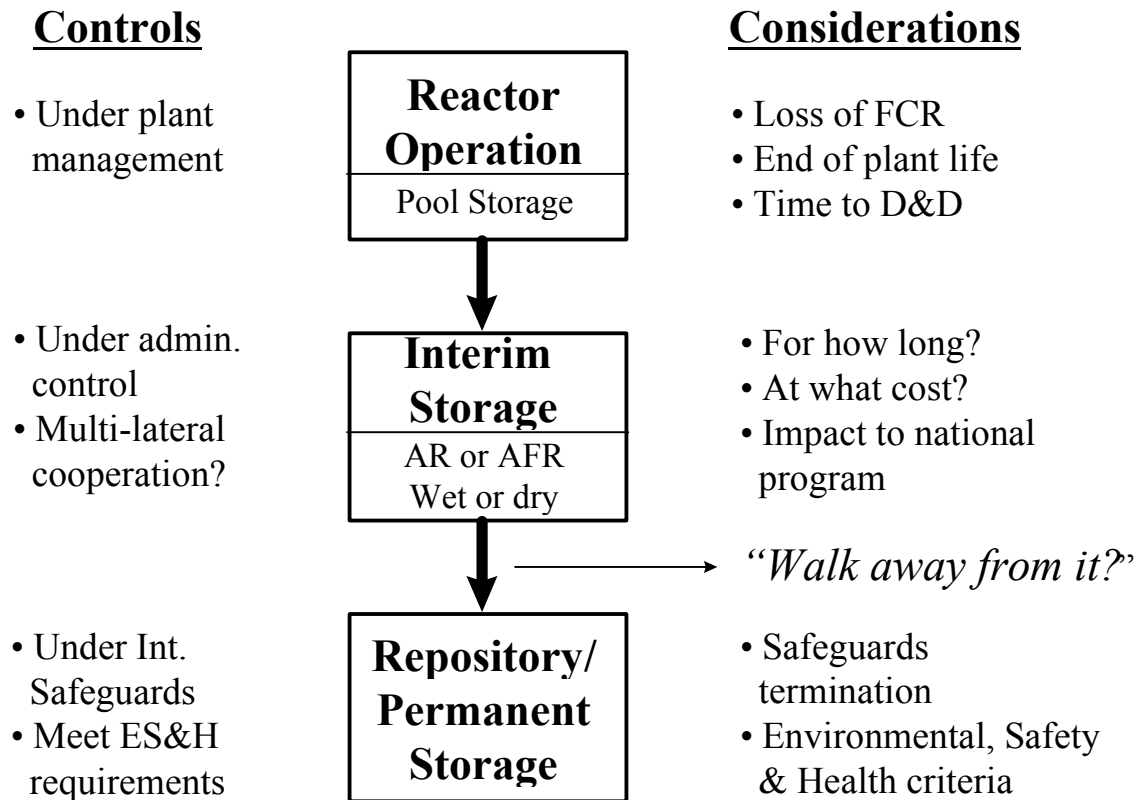 Controls
Considerations
• Under plant
management
Reactor
Operation
Pool Storage
• Loss of FCR
• End of plant life
• Time to D&D
• Under admin.
control
• Multi-lateral
cooperation?
Interim
Storage
AR or AFR
Wet or dry
• For how long?
• At what cost?
• Impact to national
program
“Walk away from it?”
• Under Int.
Safeguards
• Meet ES&H
requirements
Repository/
Permanent
Storage
• Safeguards
termination
• Environmental, Safety
& Health criteria